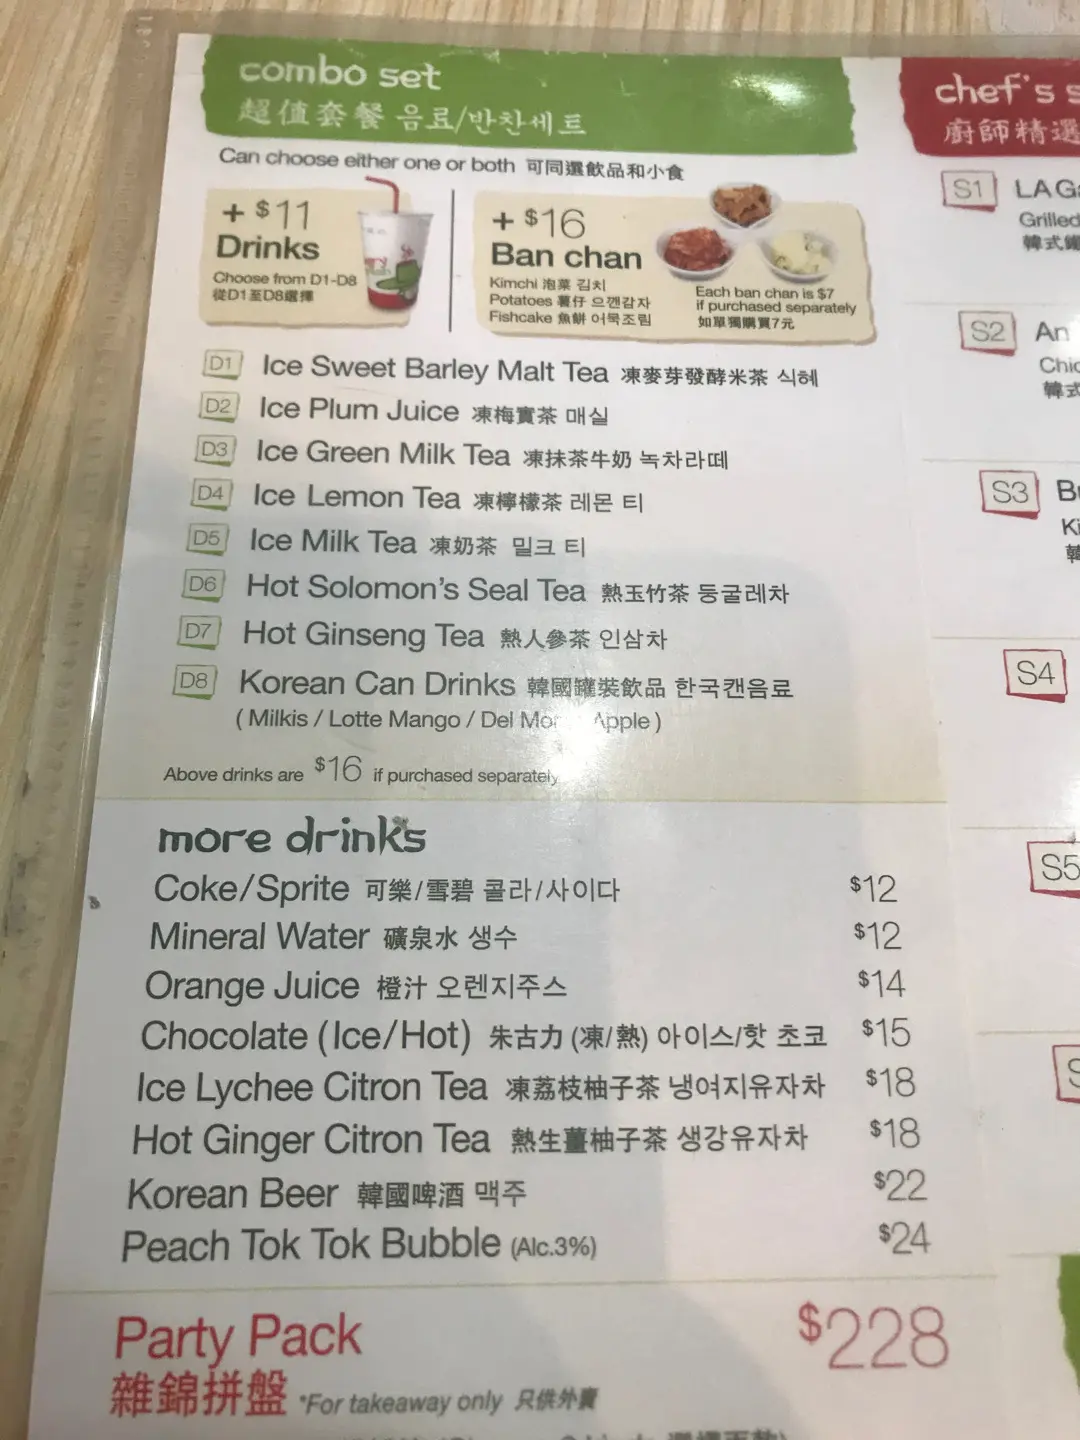 combo set
超值套餐 음료/반찬세트
Can choose either one or both 可同選飲品和小食
+ $11
Drinks
Choose from D1-D8
從D1至D8選擇
+ $16
Ban chan
Kimchi 泡菜 김치
Potatoes 薯仔 으깬감자
Fishcake 魚餅 어묵조림
Each ban chan is $7
if purchased separately
如單獨購買7元
D1 Ice Sweet Barley Malt Tea 凍麥芽發酵米茶 식혜
D2 Ice Plum Juice 凍梅實茶 매실
D3 Ice Green Milk Tea 凍抹茶牛奶 녹차라떼
D4 Ice Lemon Tea 凍檸檬茶 레몬 티
D5 Ice Milk Tea 凍奶茶 밀크 티
D6 Hot Solomon's Seal Tea 熱玉竹茶 둥굴레차
D7 Hot Ginseng Tea 熱人參茶 인삼차
D8 Korean Can Drinks 韓國罐裝飲品 한국캔음료
( Milkis / Lotte Mango / Del Apple )
Above drinks are $16 if purchased separately
more drinks
Coke/Sprite 可樂/雪碧 콜라/사이다 $12
Mineral Water 礦泉水 생수 $12
Orange Juice 橙汁 오렌지주스 $14
Chocolate (Ice/Hot) 朱古力 (凍/熱) 아이스/핫 초코 $15
Ice Lychee Citron Tea 凍荔枝柚子茶 냉여지유자차 $18
Hot Ginger Citron Tea 熱生薑柚子茶 생강유자차 $18
Korean Beer 韓國啤酒 맥주 $22
Peach Tok Tok Bubble (Alc.3%) $24
Party Pack $228
雜錦拼盤 *For takeaway only 只供外賣
chef's s
廚師精選
S1 LA Ga
Grilled
韓式鐵
S2 An
Chic
韓式
S3 Bu
Ki
韓
S4
S5
S